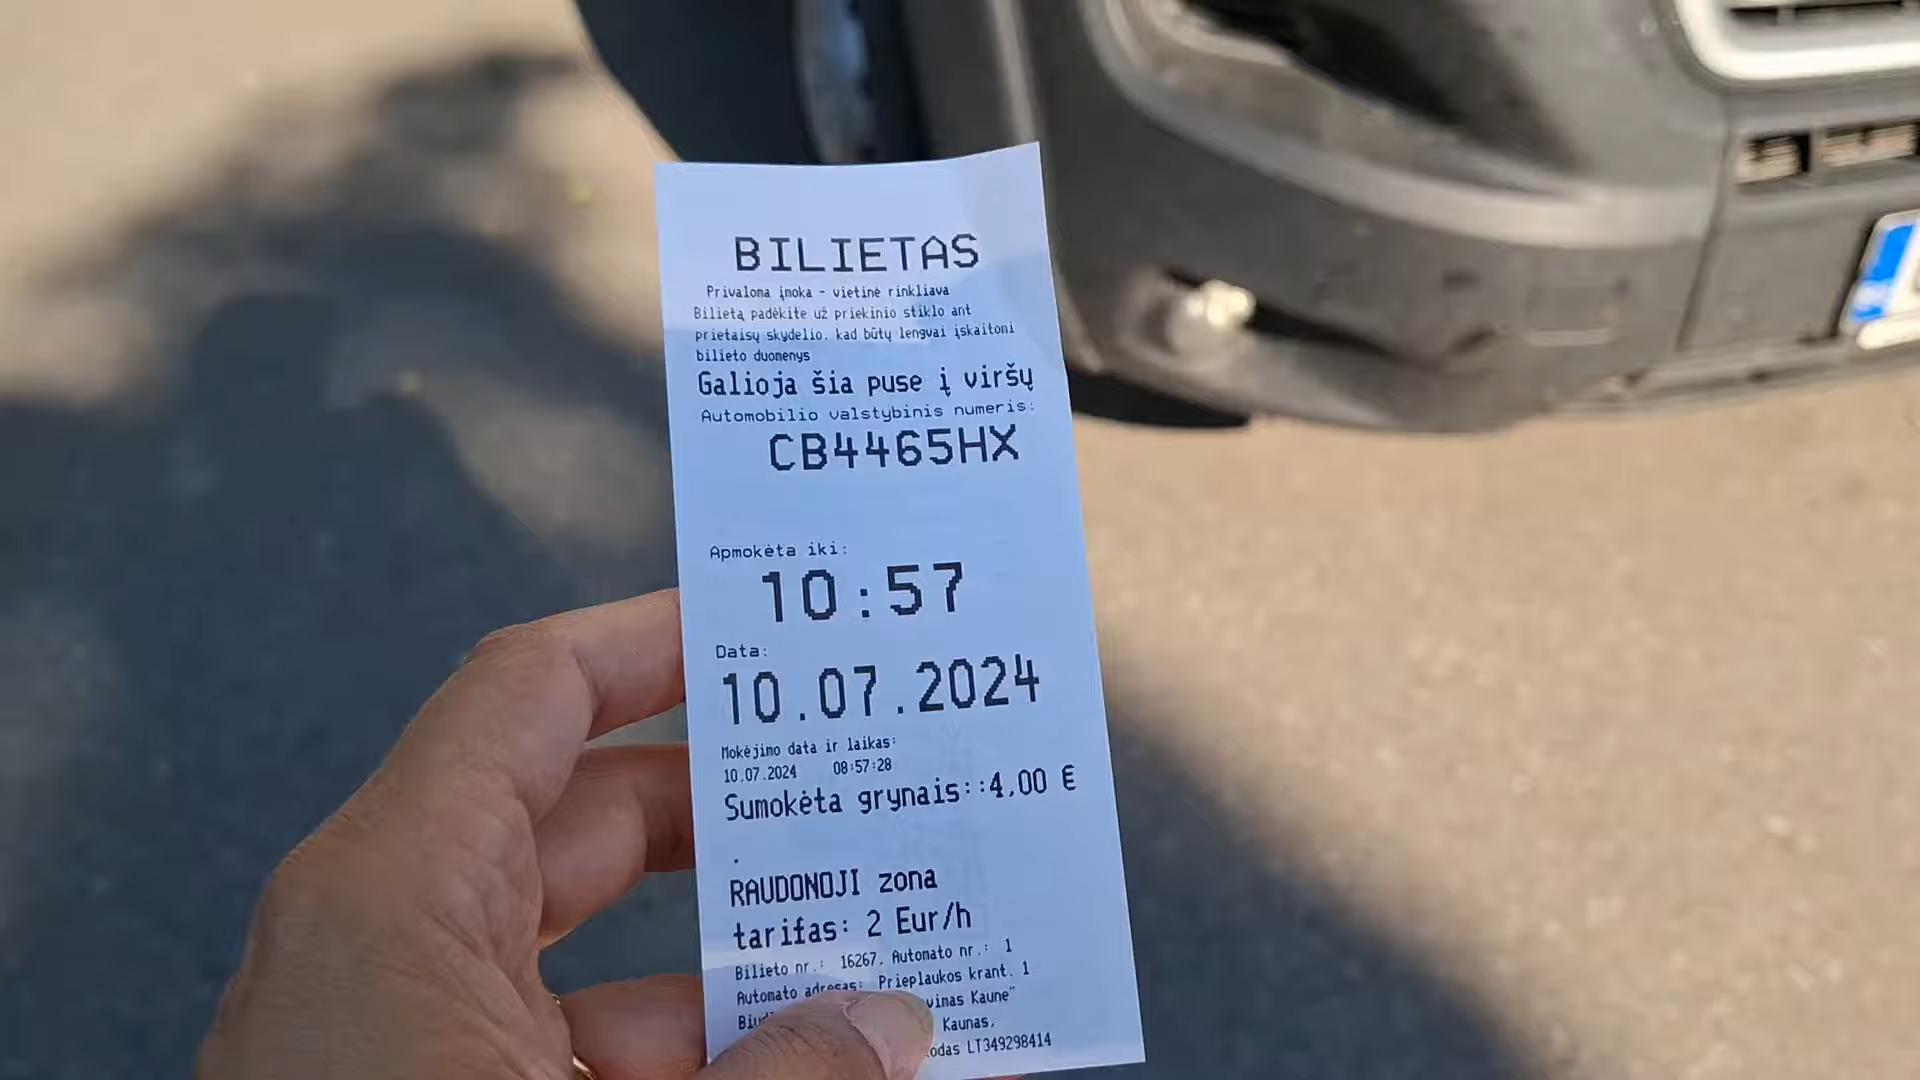 BILIETAS
Privaloma įmoka - vietinė rinkliava
Bilietą padėkite už priekinio stiklo ant
prietaisų skydelio, kad būtų lengvai įskaitomi
bilieto duomenys
Galioja šia puse į viršų
Automobilio valstybinis numeris:
CB4465HX
Apmokėta iki:
10:57
Data:
10.07.2024
Mokėjimo data ir laikas:
10.07.2024 08:57:28
Sumokėta grynais::4,00 €
.
RAUDONOJI zona
tarifas: 2 Eur/h
Bilieto nr.: 16267, Automato nr.: 1
Automato adresas: Prieplaukos krant. 1
Kaune"
Kaunas,
LT349298414